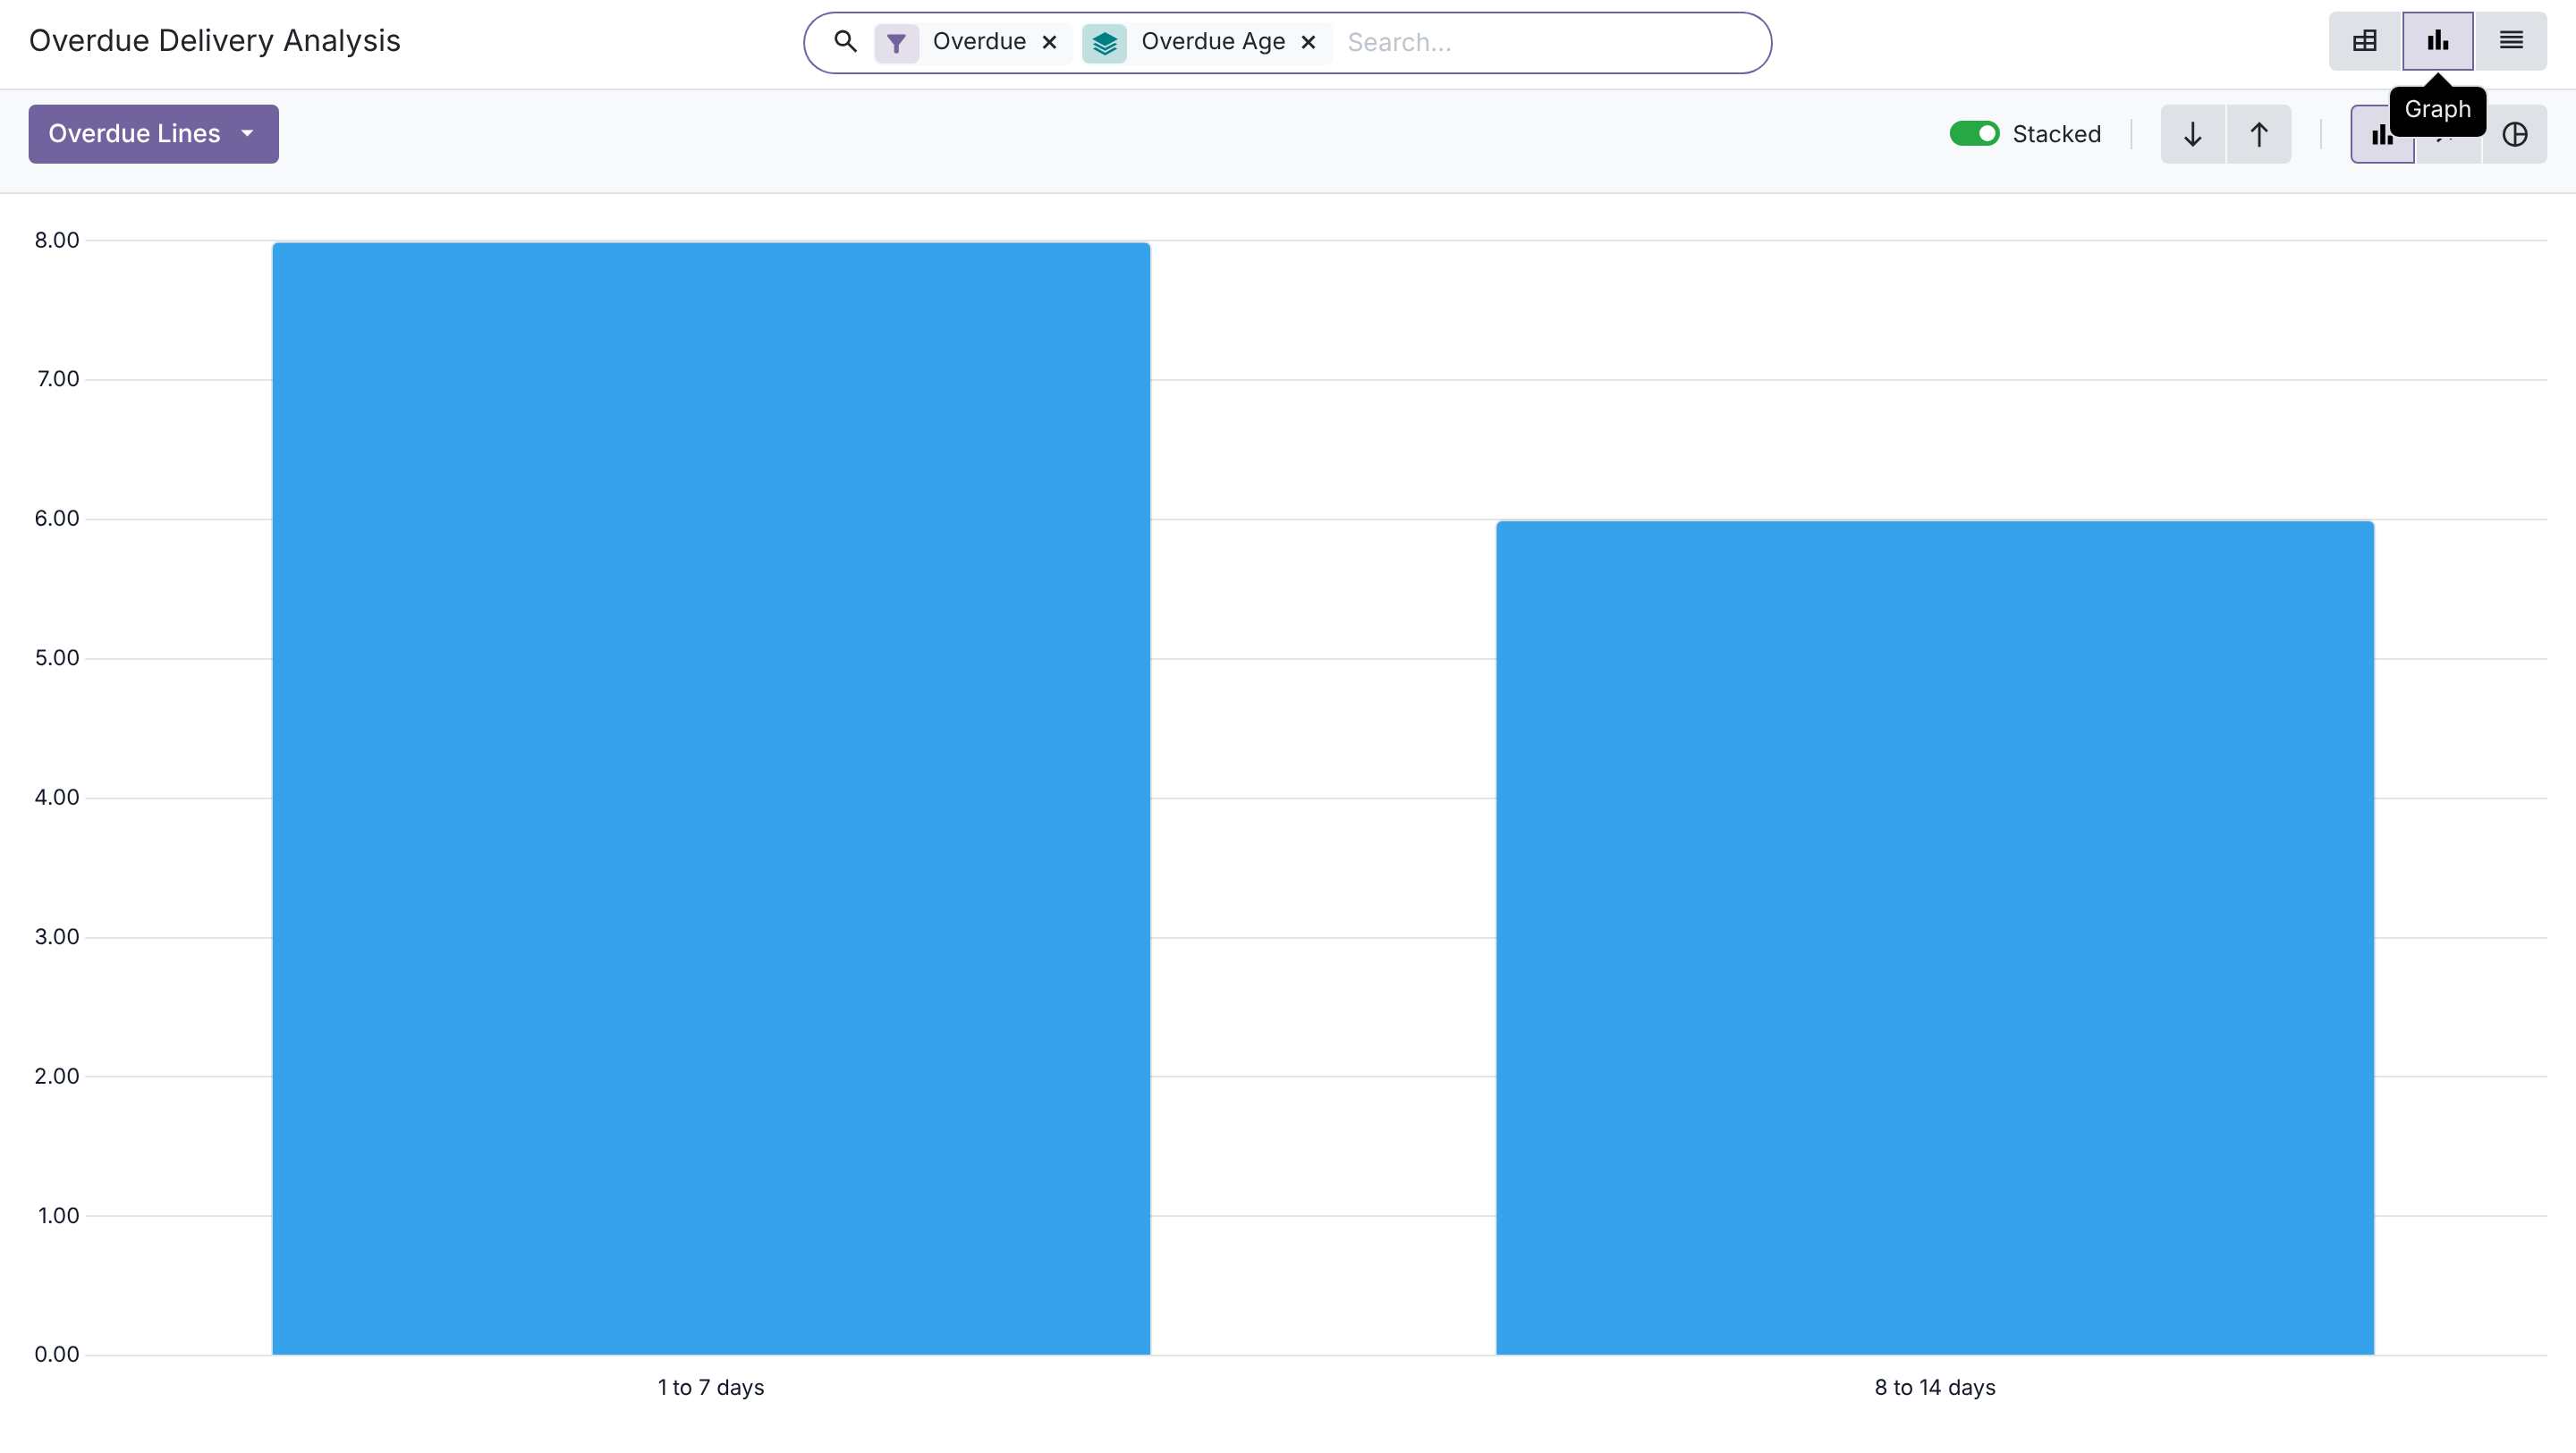 Overdue Delivery Analysis
Overdue
Overdue Age
Search...
Graph
Overdue Lines
Stacked
8.00
7.00
6.00
5.00
4.00
3.00
2.00
1.00
0.00
1 to 7 days
8 to 14 days